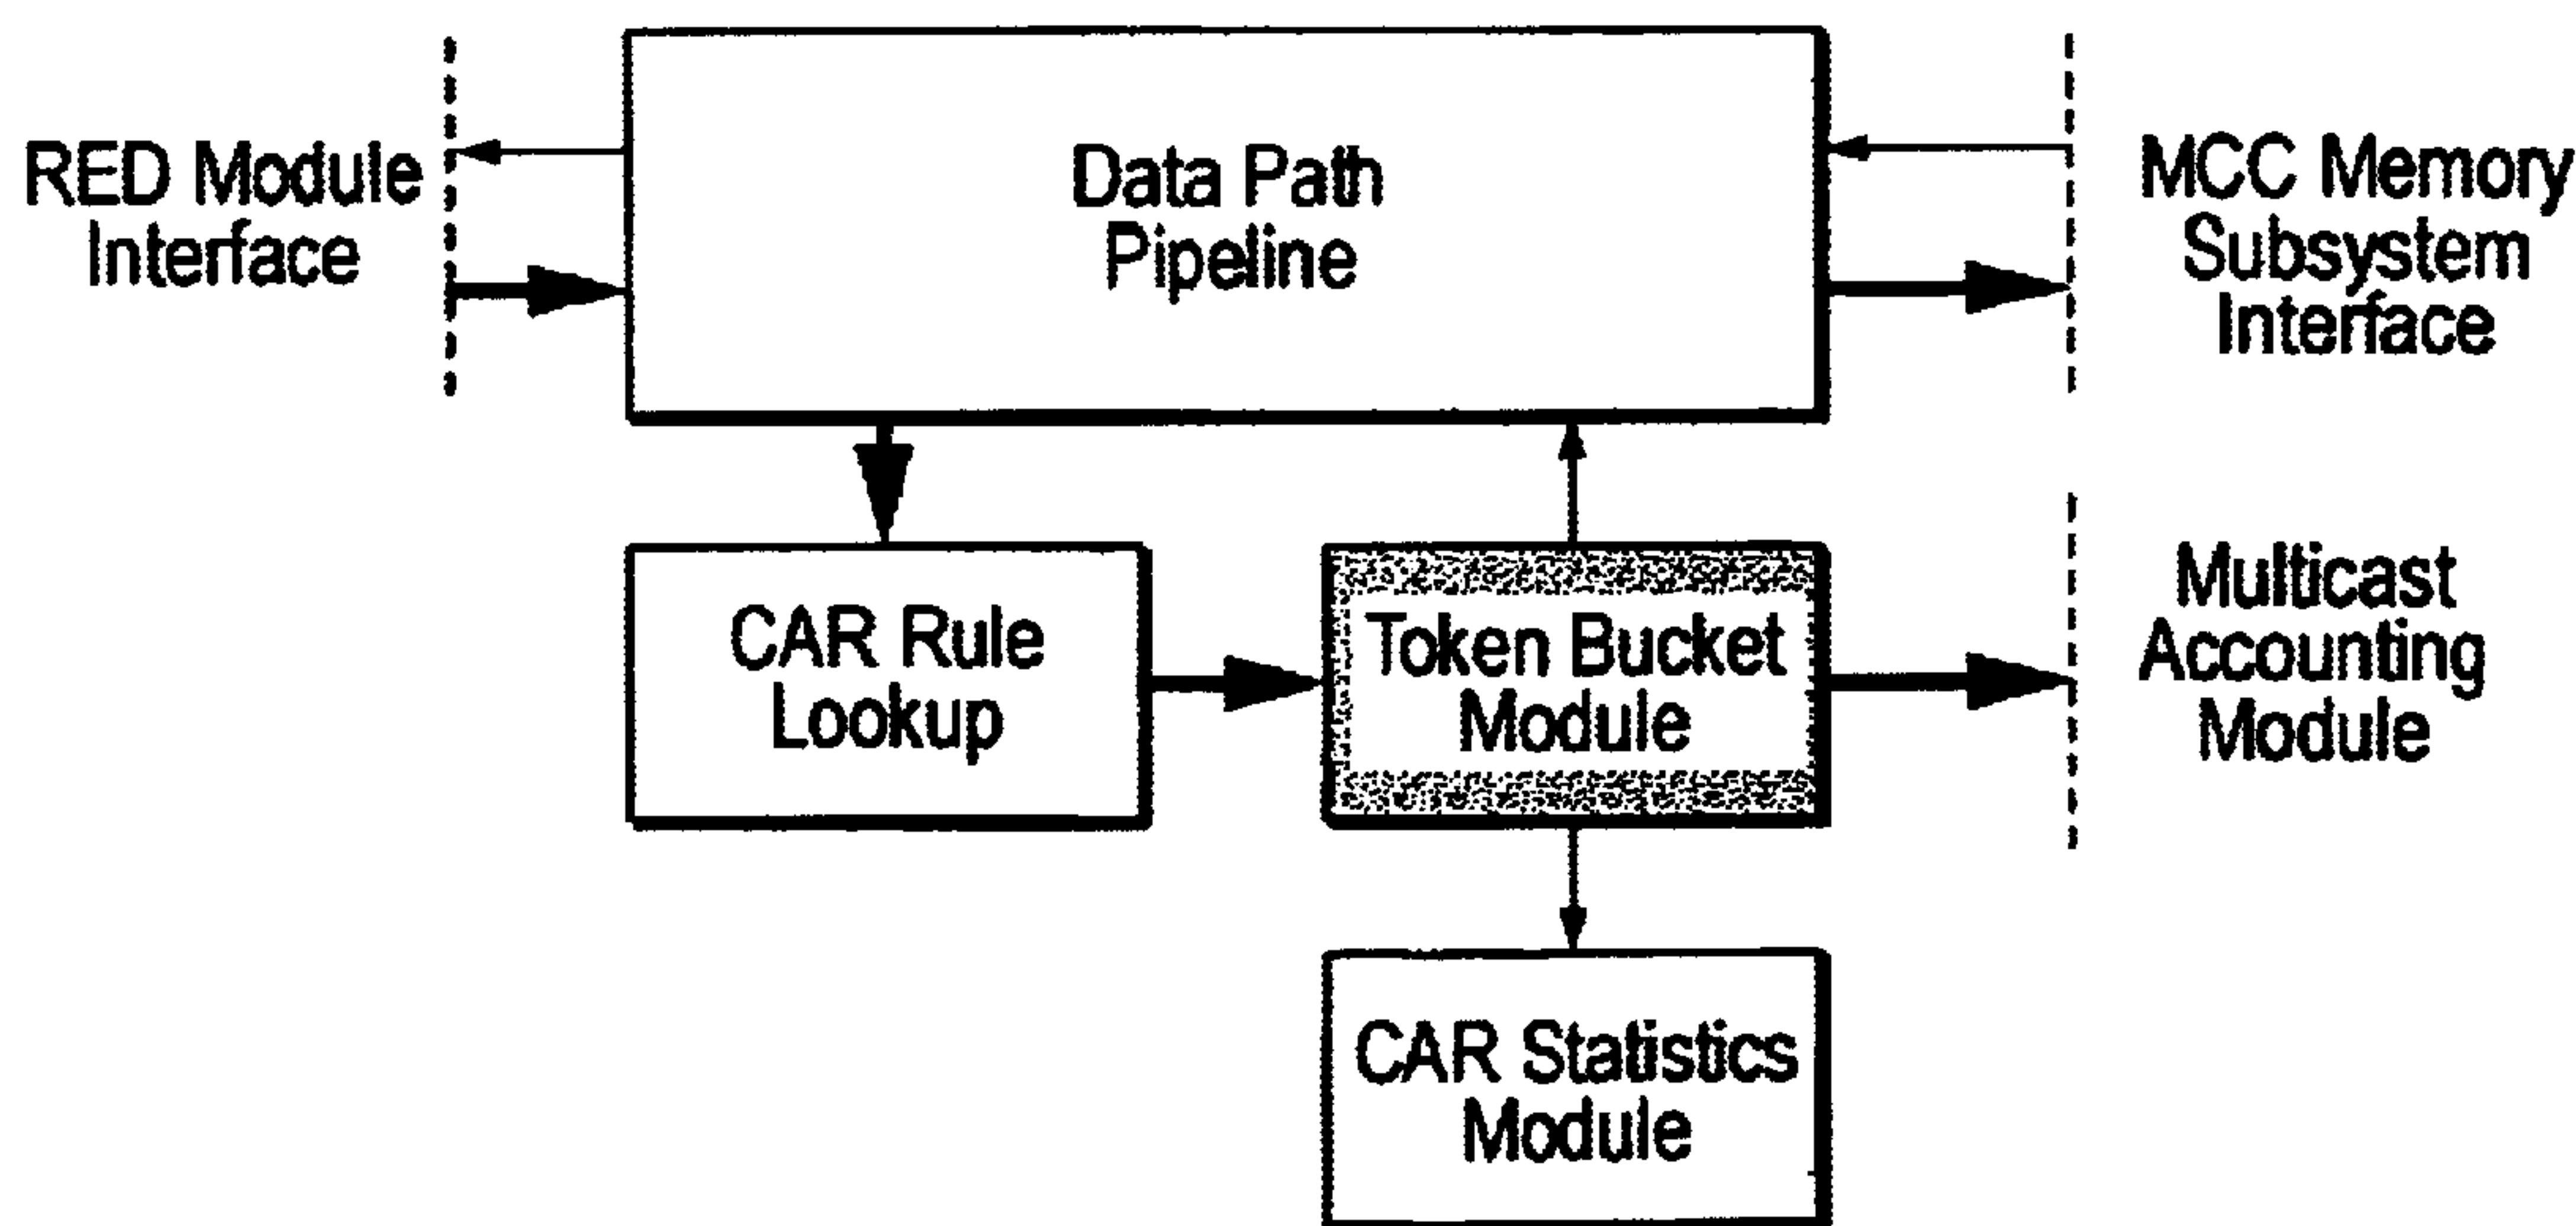 RED Module
Interface
Data Path
Pipeline
MCC Memory
Subsystem
Interface
CAR Rule
Lookup
Token Bucket
Module
Multicast
Accounting
Module
CAR Statistics
Module